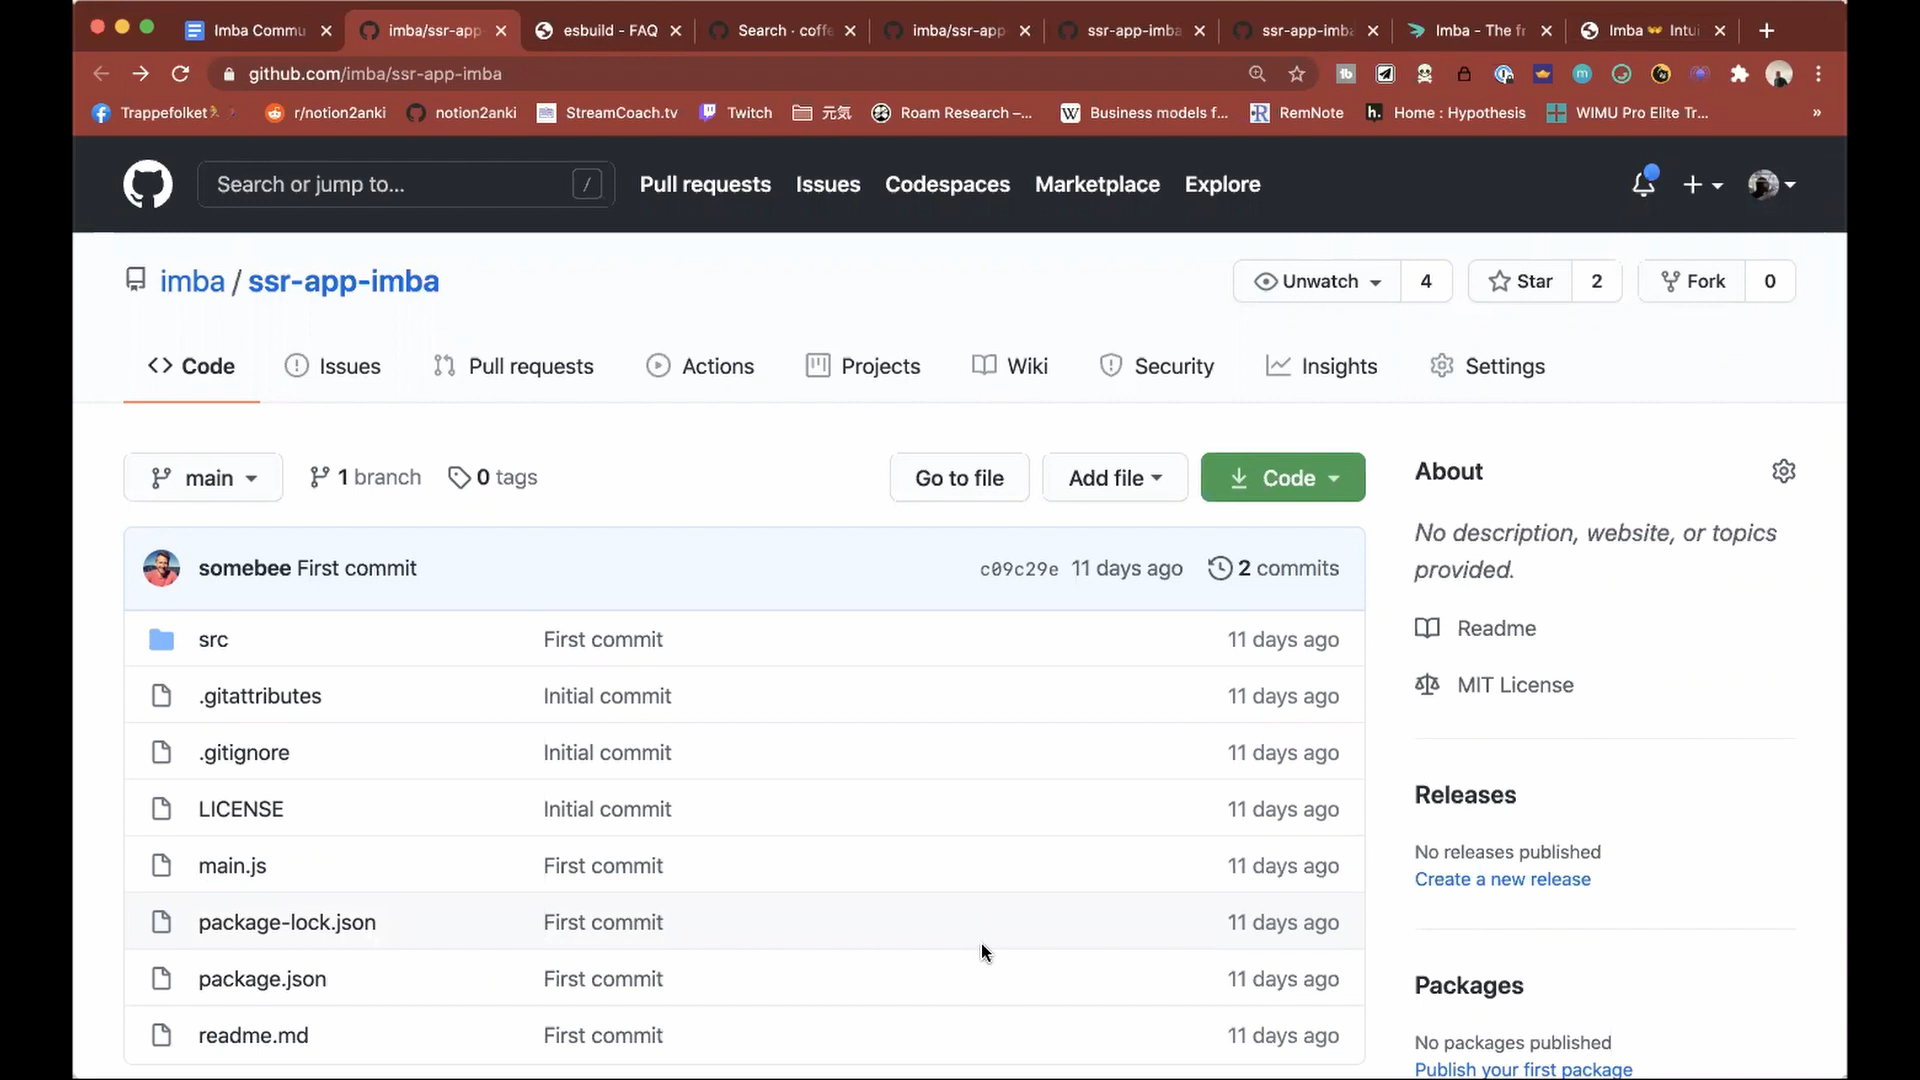 Imba Commu
imba/ssr-app-
esbuild - FAQ
Search · coffe
imba/ssr-app-
ssr-app-imba
ssr-app-imba
Imba - The fr
Imba Intui
github.com/imba/ssr-app-imba
Trappefolket
r/notion2anki
notion2anki
StreamCoach.tv
Twitch
元気
Roam Research –...
Business models f...
RemNote
Home : Hypothesis
WIMU Pro Elite Tr...
»
Search or jump to...
/
Pull requests
Issues
Codespaces
Marketplace
Explore
imba / ssr-app-imba
Unwatch
4
Star
2
Fork
0
Code
Issues
Pull requests
Actions
Projects
Wiki
Security
Insights
Settings
main
1 branch
0 tags
Go to file
Add file
Code
somebee First commit
c09c29e 11 days ago
2 commits
src First commit 11 days ago
.gitattributes Initial commit 11 days ago
.gitignore Initial commit 11 days ago
LICENSE Initial commit 11 days ago
main.js First commit 11 days ago
package-lock.json First commit 11 days ago
package.json First commit 11 days ago
readme.md First commit 11 days ago
About
No description, website, or topics
provided.
Readme
MIT License
Releases
No releases published
Create a new release
Packages
No packages published
Publish your first package